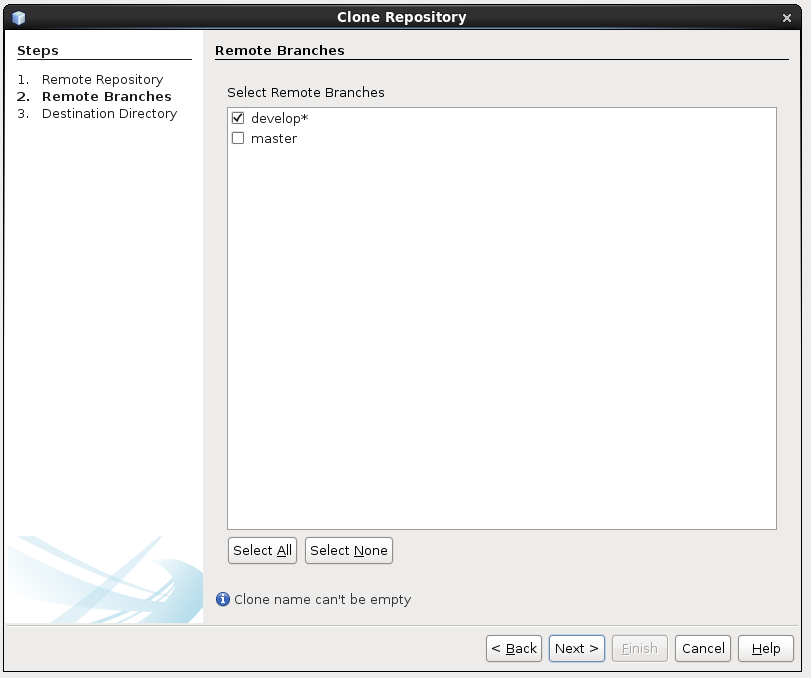 Clone Repository
Steps
1. Remote Repository
2. Remote Branches
3. Destination Directory
Remote Branches
Select Remote Branches
develop*
master
Select All
Select None
Clone name can't be empty
< Back
Next >
Finish
Cancel
Help